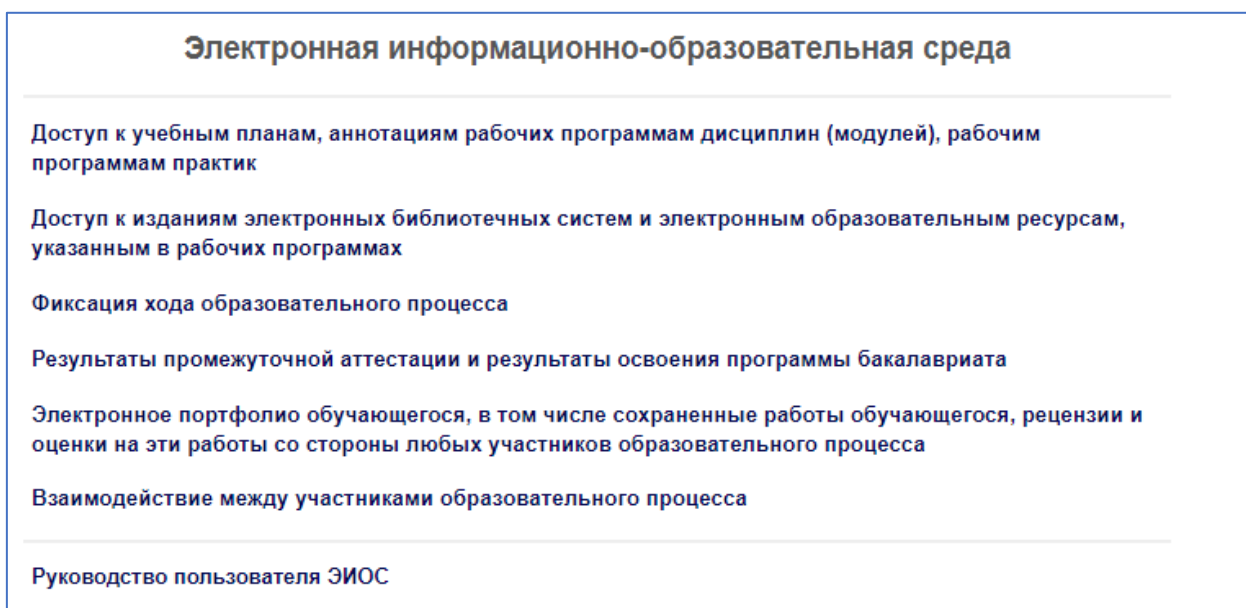 Электронная информационно-образовательная среда
Доступ к учебным планам, аннотациям рабочих программам дисциплин (модулей), рабочим
программам практик
Доступ к изданиям электронных библиотечных систем и электронным образовательным ресурсам,
указанным в рабочих программах
Фиксация хода образовательного процесса
Результаты промежуточной аттестации и результаты освоения программы бакалавриата
Электронное портфолио обучающегося, в том числе сохраненные работы обучающегося, рецензии и
оценки на эти работы со стороны любых участников образовательного процесса
Взаимодействие между участниками образовательного процесса
Руководство пользователя ЭИОС